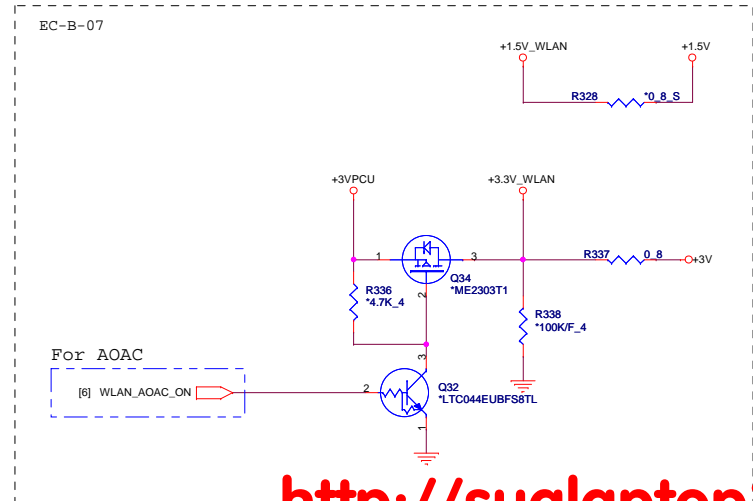 EC-B-07
+1.5V_WLAN
+1.5V
R328
*0_8_S
+3VPCU
+3.3V_WLAN
1
3
R337
0_8
+3V
Q34
*ME2303T1
2
R336
*4.7K_4
R338
*100K/F_4
For AOAC
3
[6] WLAN_AOAC_ON
2
Q32
*LTC044EUBFS8TL
1